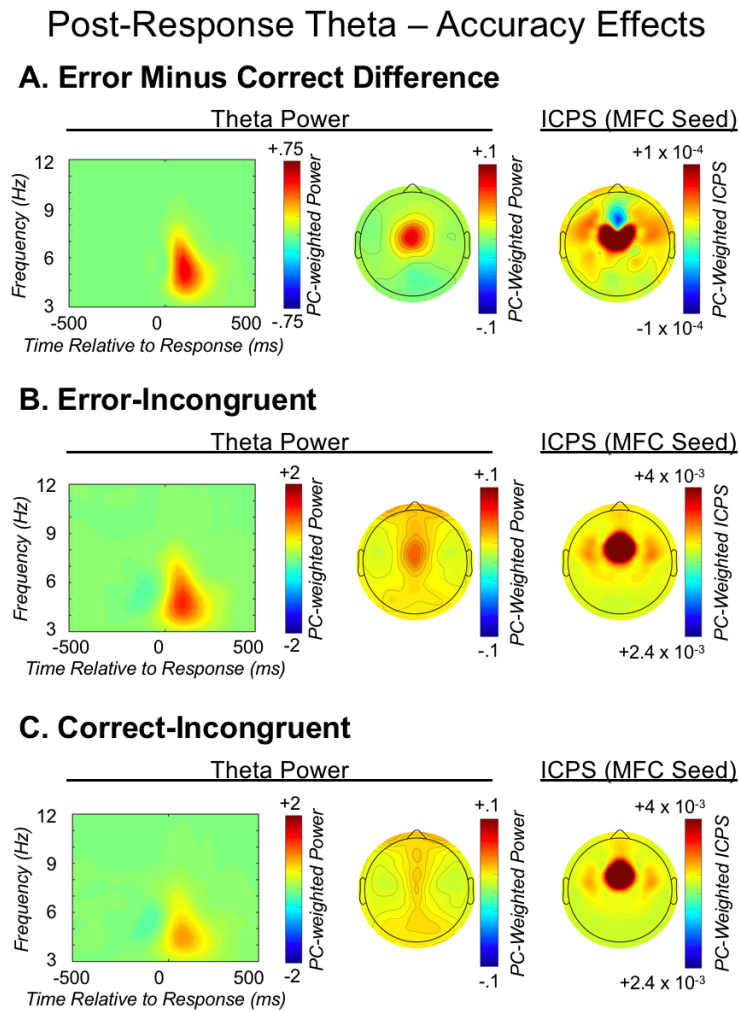 Post-Response Theta – Accuracy Effects
A. Error Minus Correct Difference
Theta Power
ICPS (MFC Seed)
12
9
6
3
Frequency (Hz)
-500
0
500
Time Relative to Response (ms)
+.75
-.75
PC-weighted Power
+.1
-.1
PC-Weighted Power
+1 x 10-4
-1 x 10-4
PC-Weighted ICPS
B. Error-Incongruent
Theta Power
ICPS (MFC Seed)
12
9
6
3
Frequency (Hz)
-500
0
500
Time Relative to Response (ms)
+2
-2
PC-weighted Power
+.1
-.1
PC-Weighted Power
+4 x 10-3
+2.4 x 10-3
PC-Weighted ICPS
C. Correct-Incongruent
Theta Power
ICPS (MFC Seed)
12
9
6
3
Frequency (Hz)
-500
0
500
Time Relative to Response (ms)
+2
-2
PC-weighted Power
+.1
-.1
PC-Weighted Power
+4 x 10-3
+2.4 x 10-3
PC-Weighted ICPS